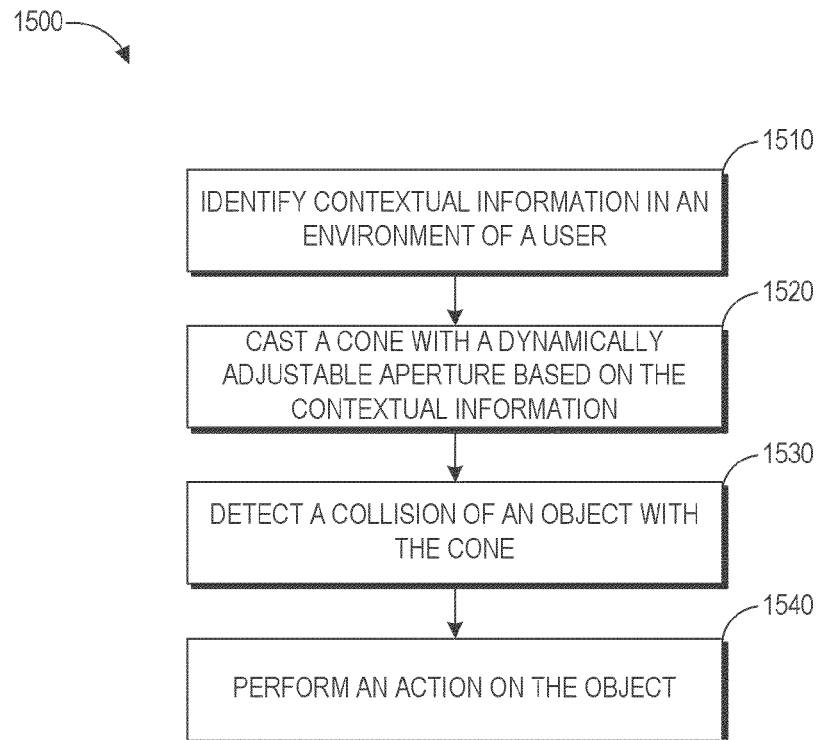 1500
1510
IDENTIFY CONTEXTUAL INFORMATION IN AN
ENVIRONMENT OF A USER
1520
CAST A CONE WITH A DYNAMICALLY
ADJUSTABLE APERTURE BASED ON THE
CONTEXTUAL INFORMATION
1530
DETECT A COLLISION OF AN OBJECT WITH
THE CONE
1540
PERFORM AN ACTION ON THE OBJECT